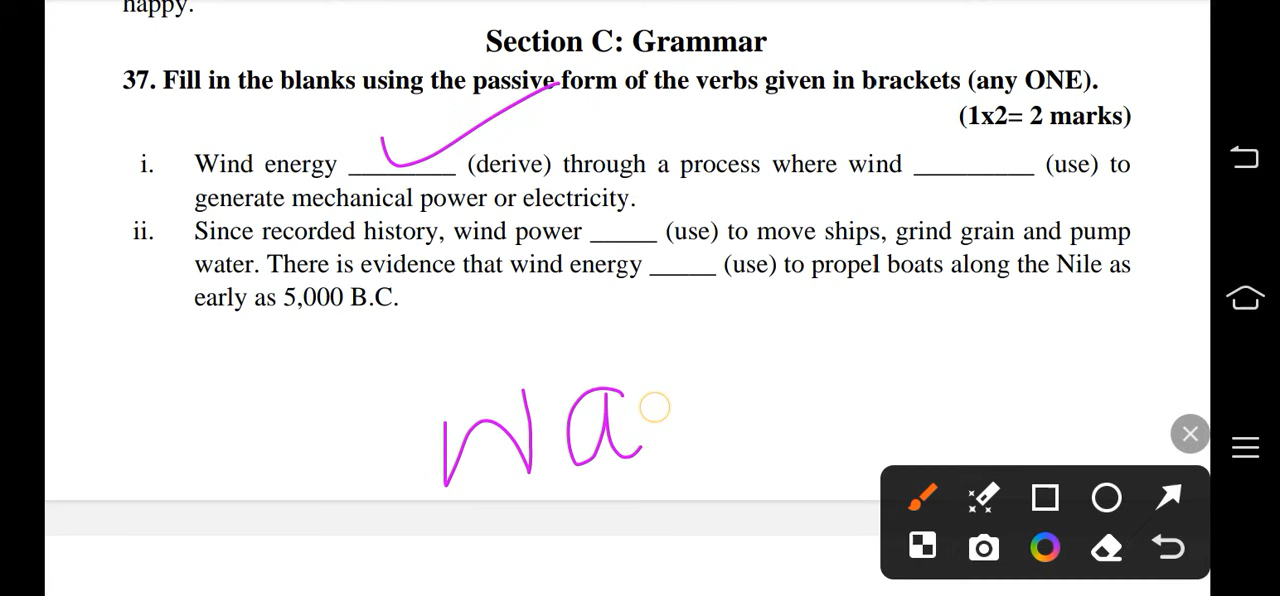 happy.
Section C: Grammar
37. Fill in the blanks using the passive form of the verbs given in brackets (any ONE).
(1x2= 2 marks)
i. Wind energy ________ (derive) through a process where wind _________ (use) to
generate mechanical power or electricity.
ii. Since recorded history, wind power _____ (use) to move ships, grind grain and pump
water. There is evidence that wind energy _____ (use) to propel boats along the Nile as
early as 5,000 B.C.